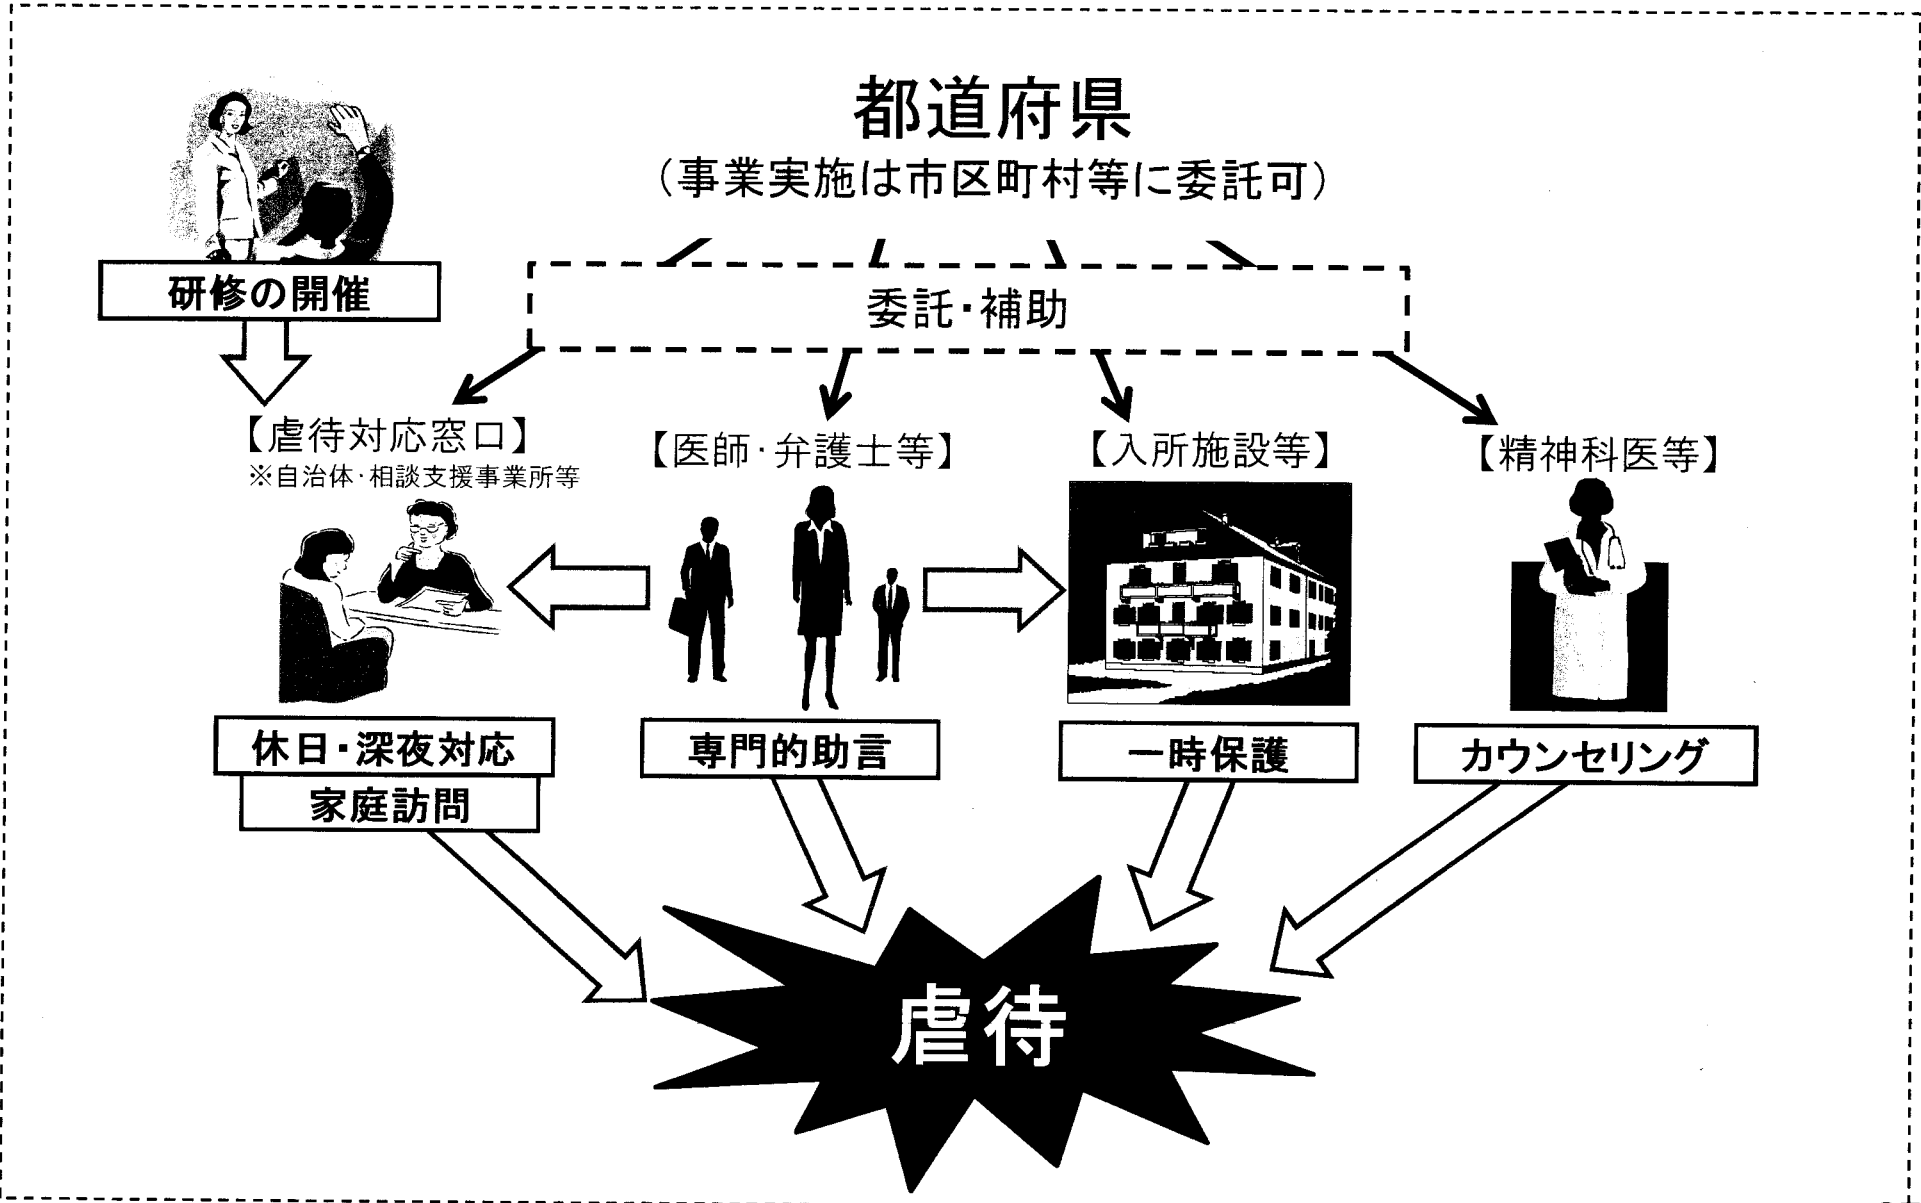 都道府県
（事業実施は市区町村等に委託可）
研修の開催
委託・補助
【虐待対応窓口】
※自治体・相談支援事業所等
【医師・弁護士等】
【入所施設等】
【精神科医等】
休日・深夜対応
家庭訪問
専門的助言
一時保護
カウンセリング
虐待